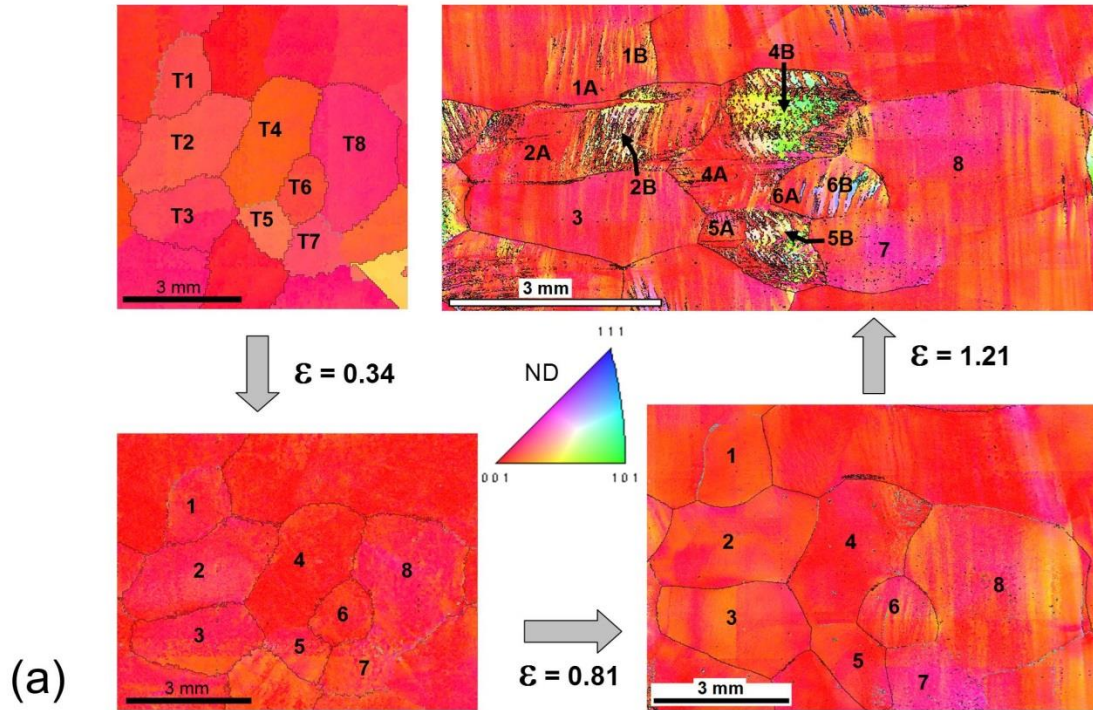 T1
T2
T4
T8
T6
T3
T5
T7
3 mm
1B
4B
1A
2A
2B
4A
6A
6B
8
3
5A
5B
7
3 mm
ε = 0.34
111
ND
001
101
ε = 1.21
1
2
4
8
6
3
5
7
3 mm
ε = 0.81
1
2
4
8
6
3
5
7
3 mm
(a)